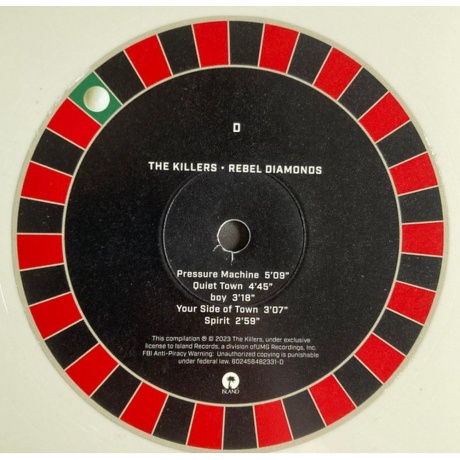 D
THE KILLERS • REBEL DIAMONDS
Pressure Machine 5'09"
Quiet Town 4'45"
boy 3'18"
Your Side of Town 3'07"
Spirit 2'59"
This compilation ℗ © 2023 The Killers, under exclusive
license to Island Records, a division ofUMG Recordings, Inc.
FBI Anti-Piracy Warning: Unauthorized copying is punishable
under federal law. 602458482331-D
ISLAND